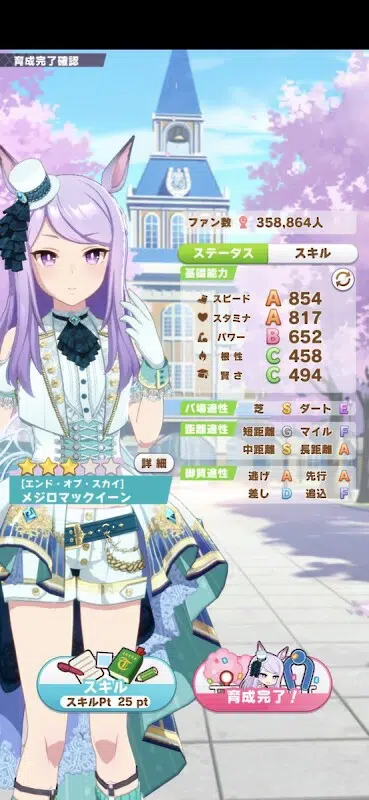 育成完了確認
ファン数 358,864人
ステータス スキル
基礎能力
スピード A 854
スタミナ A 817
パワー B 652
根性 C 458
賢さ C 494
バ場適性 芝 S ダート E
距離適性 短距離 G マイル F
中距離 S 長距離 A
脚質適性 逃げ A 先行 A
差し D 追込 F
詳細
[エンド・オブ・スカイ]
メジロマックイーン
スキル
スキルPt 25 pt
育成完了！